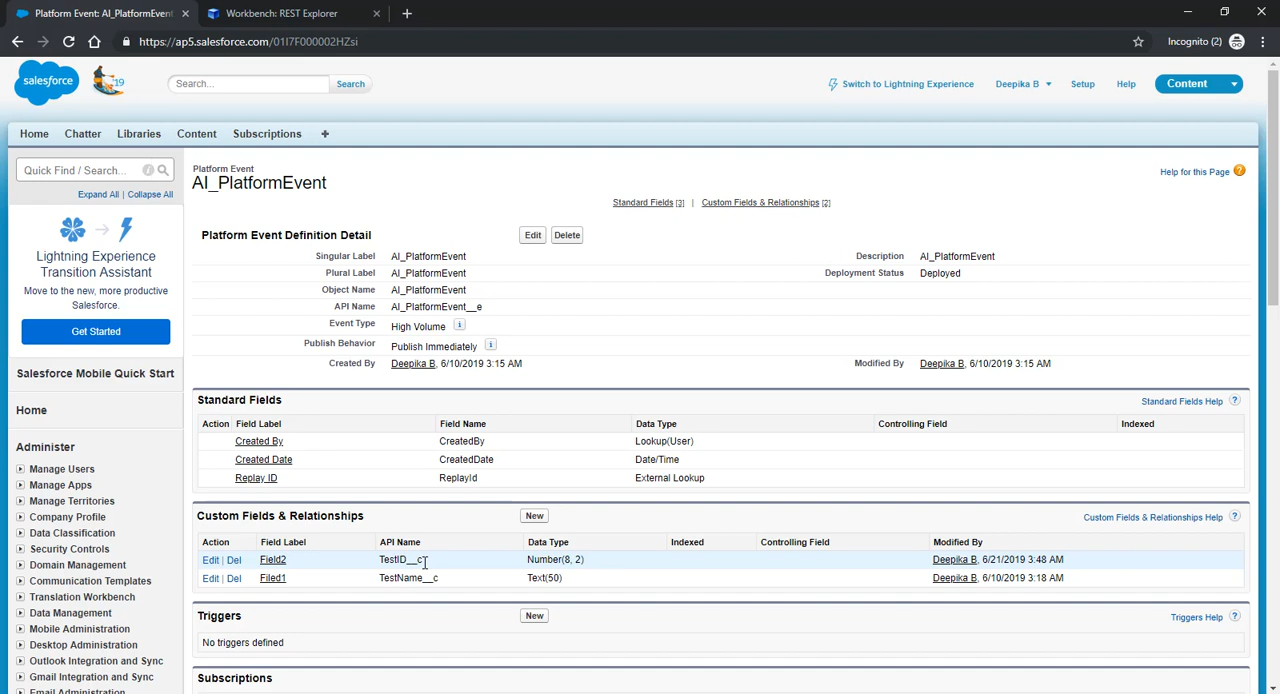 Platform Event: AI_PlatformEvent
Workbench: REST Explorer
https://ap5.salesforce.com/01I7F000002HZsi
Incognito (2)
salesforce
19
Search...
Search
Switch to Lightning Experience
Deepika B
Setup
Help
Content
Home
Chatter
Libraries
Content
Subscriptions
Quick Find / Search...
Expand All | Collapse All
Lightning Experience
Transition Assistant
Move to the new, more productive
Salesforce.
Get Started
Salesforce Mobile Quick Start
Home
Administer
Manage Users
Manage Apps
Manage Territories
Company Profile
Data Classification
Security Controls
Domain Management
Communication Templates
Translation Workbench
Data Management
Mobile Administration
Desktop Administration
Outlook Integration and Sync
Gmail Integration and Sync
Email Administration
Platform Event
AI_PlatformEvent
Help for this Page
Standard Fields [3] | Custom Fields & Relationships [2]
Platform Event Definition Detail
Edit
Delete
Singular Label AI_PlatformEvent
Description AI_PlatformEvent
Plural Label AI_PlatformEvent
Deployment Status Deployed
Object Name AI_PlatformEvent
API Name AI_PlatformEvent__e
Event Type High Volume
Publish Behavior Publish Immediately
Created By Deepika B, 6/10/2019 3:15 AM
Modified By Deepika B, 6/10/2019 3:15 AM
Standard Fields
Standard Fields Help
Action Field Label Field Name Data Type Controlling Field Indexed
Created By CreatedBy Lookup(User)
Created Date CreatedDate Date/Time
Replay ID ReplayId External Lookup
Custom Fields & Relationships
New
Custom Fields & Relationships Help
Action Field Label API Name Data Type Indexed Controlling Field Modified By
Edit | Del Field2 TestID__c Number(8, 2) Deepika B, 6/21/2019 3:48 AM
Edit | Del Filed1 TestName__c Text(50) Deepika B, 6/10/2019 3:18 AM
Triggers
New
Triggers Help
No triggers defined
Subscriptions